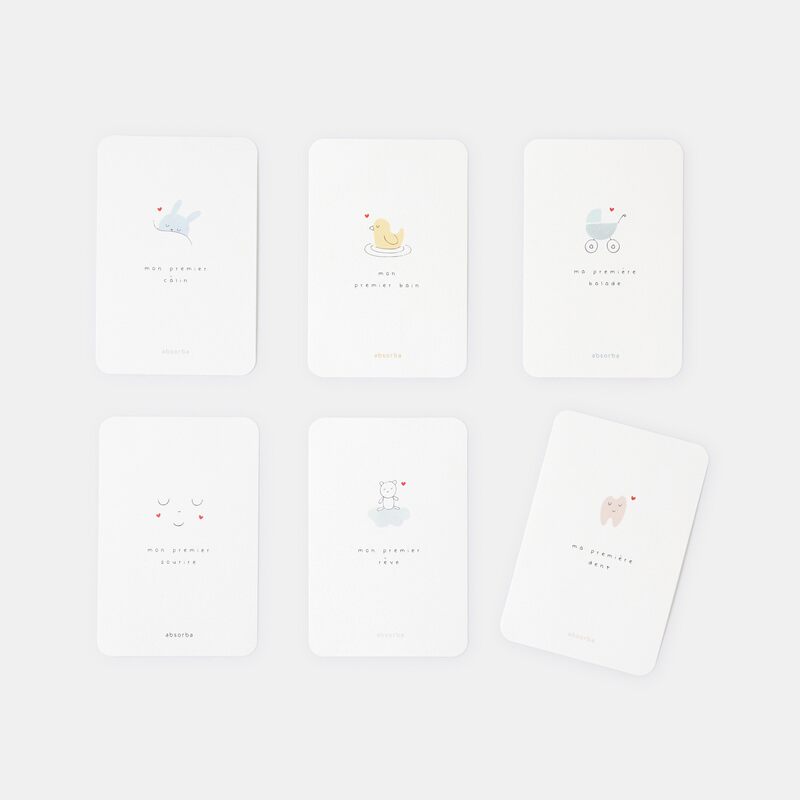 mon premier
câlin
absorba
mon
premier bain
absorba
ma première
balade
absorba
mon premier
sourire
absorba
mon premier
rêve
absorba
ma première
dent
absorba